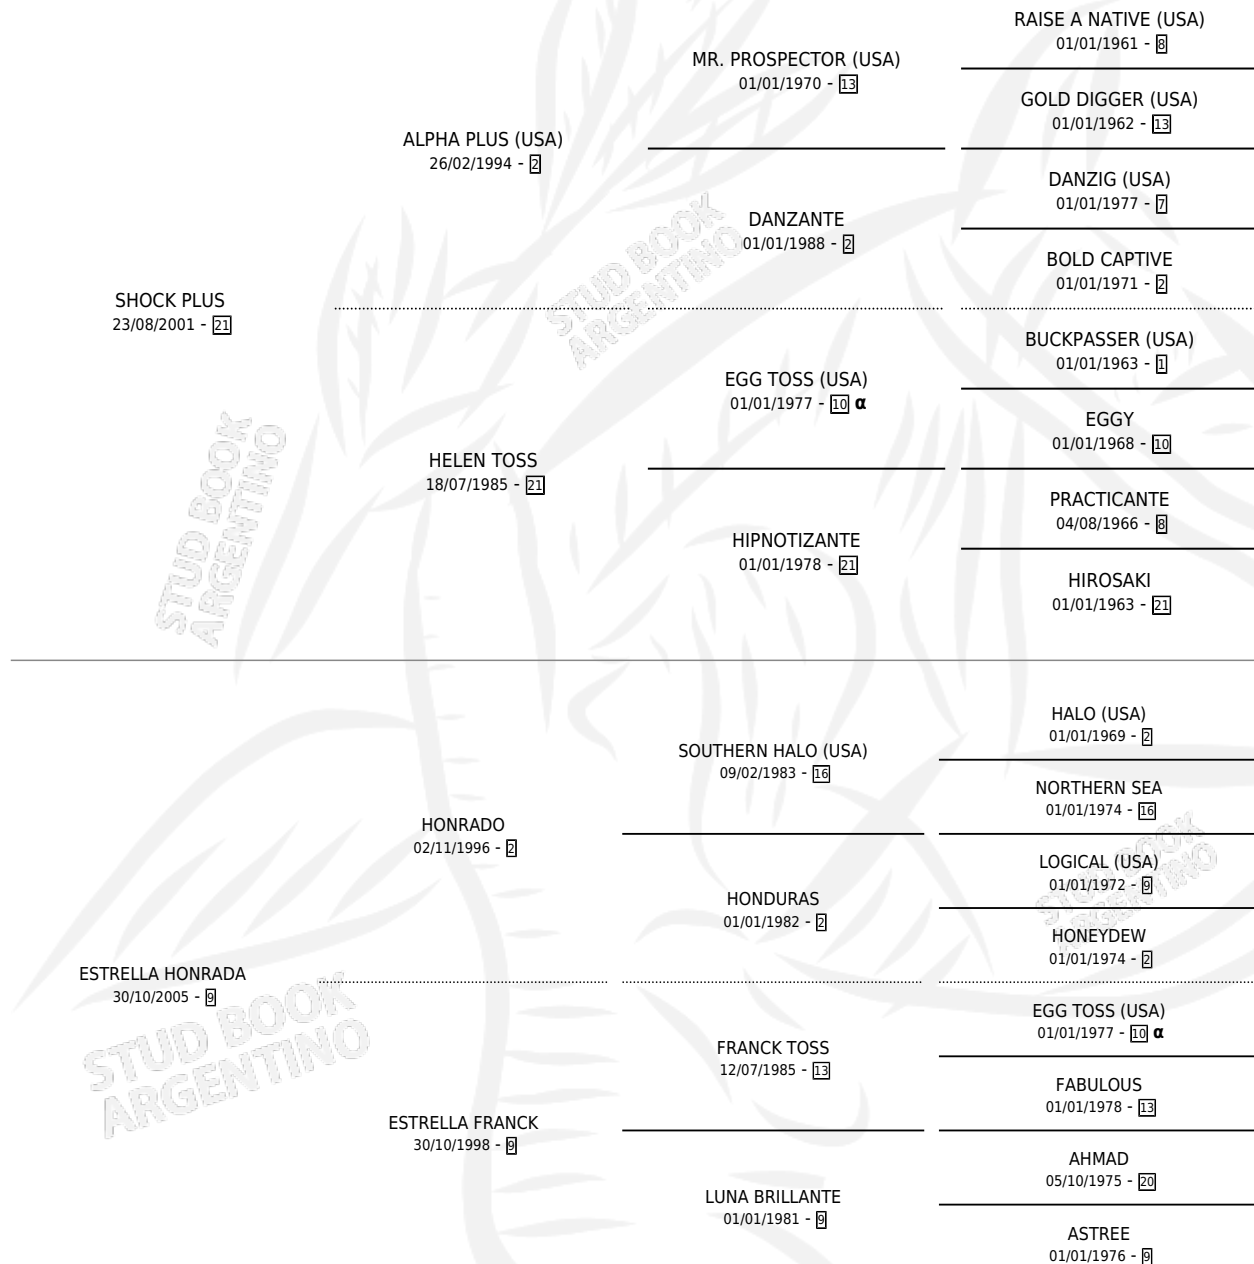 RAISE A NATIVE (USA)
01/01/1961 - 8
MR. PROSPECTOR (USA)
01/01/1970 - 13
GOLD DIGGER (USA)
01/01/1962 - 13
ALPHA PLUS (USA)
26/02/1994 - 2
DANZIG (USA)
01/01/1977 - 7
DANZANTE
01/01/1988 - 2
BOLD CAPTIVE
01/01/1971 - 2
SHOCK PLUS
23/08/2001 - 21
BUCKPASSER (USA)
01/01/1963 - 1
EGG TOSS (USA)
01/01/1977 - 10 α
EGGY
01/01/1968 - 10
HELEN TOSS
18/07/1985 - 21
PRACTICANTE
04/08/1966 - 8
HIPNOTIZANTE
01/01/1978 - 21
HIROSAKI
01/01/1963 - 21
HALO (USA)
01/01/1969 - 2
SOUTHERN HALO (USA)
09/02/1983 - 16
NORTHERN SEA
01/01/1974 - 16
HONRADO
02/11/1996 - 2
LOGICAL (USA)
01/01/1972 - 9
HONDURAS
01/01/1982 - 2
HONEYDEW
01/01/1974 - 2
ESTRELLA HONRADA
30/10/2005 - 9
EGG TOSS (USA)
01/01/1977 - 10 α
FRANCK TOSS
12/07/1985 - 13
FABULOUS
01/01/1978 - 13
ESTRELLA FRANCK
30/10/1998 - 9
AHMAD
05/10/1975 - 20
LUNA BRILLANTE
01/01/1981 - 9
ASTREE
01/01/1976 - 9
STUD BOOK
ARGENTINO
STUD BOOK
ARGENTINO
STUD BOOK
ARGENTINO
STUD BOOK
ARGENTINO